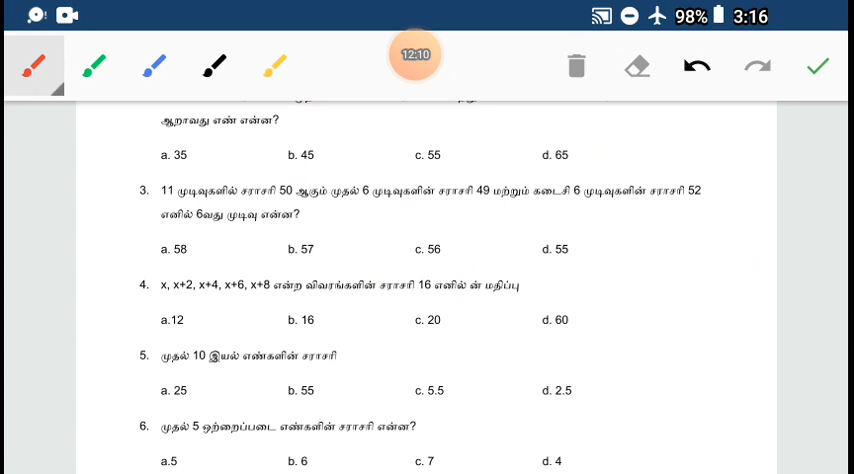 98% 3:16
12:10
ஆறாவது எண் என்ன?
a. 35 b. 45 c. 55 d. 65
3. 11 முடிவுகளில் சராசரி 50 ஆகும் முதல் 6 முடிவுகளின் சராசரி 49 மற்றும் கடைசி 6 முடிவுகளின் சராசரி 52
எனில் 6வது முடிவு என்ன?
a. 58 b. 57 c. 56 d. 55
4. x, x+2, x+4, x+6, x+8 என்ற விவரங்களின் சராசரி 16 எனில் ன் மதிப்பு
a.12 b. 16 c. 20 d. 60
5. முதல் 10 இயல் எண்களின் சராசரி
a. 25 b. 55 c. 5.5 d. 2.5
6. முதல் 5 ஒற்றைப்படை எண்களின் சராசரி என்ன?
a.5 b. 6 c. 7 d. 4